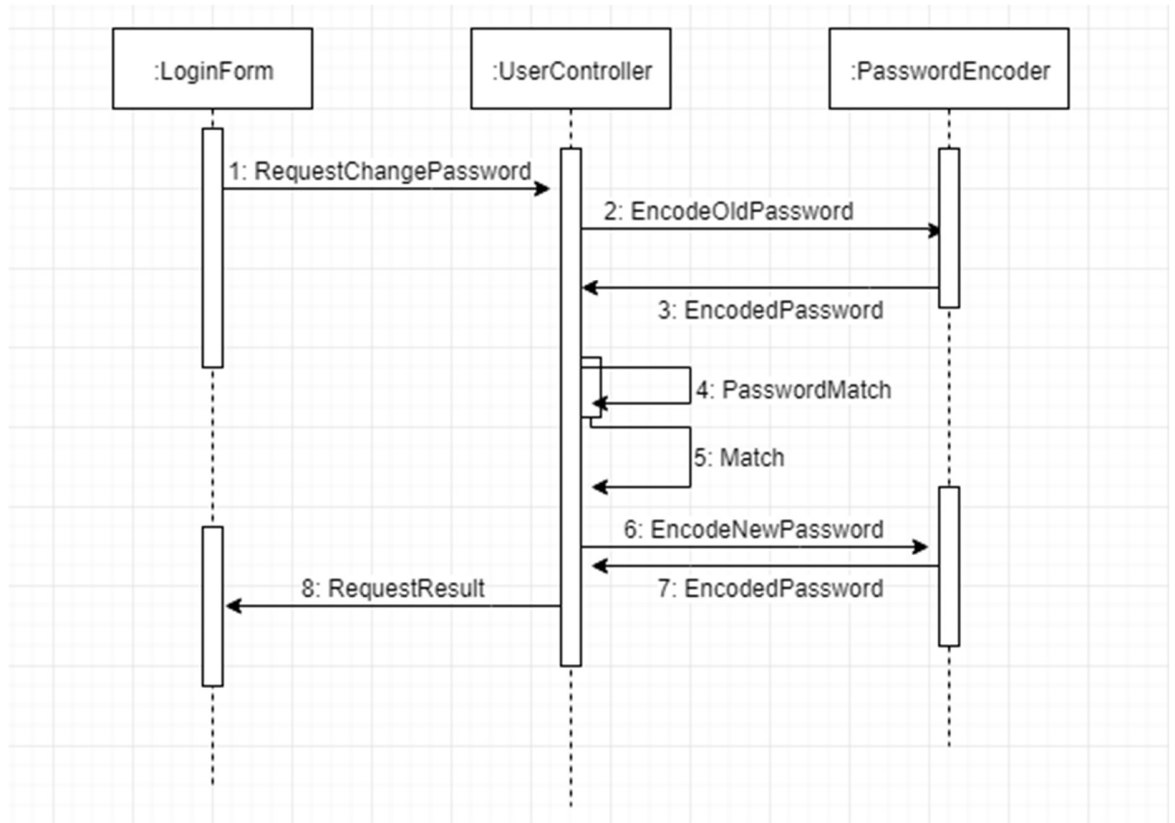 :LoginForm
:UserController
:PasswordEncoder
1: RequestChangePassword
2: EncodeOldPassword
3: EncodedPassword
4: PasswordMatch
5: Match
6: EncodeNewPassword
7: EncodedPassword
8: RequestResult